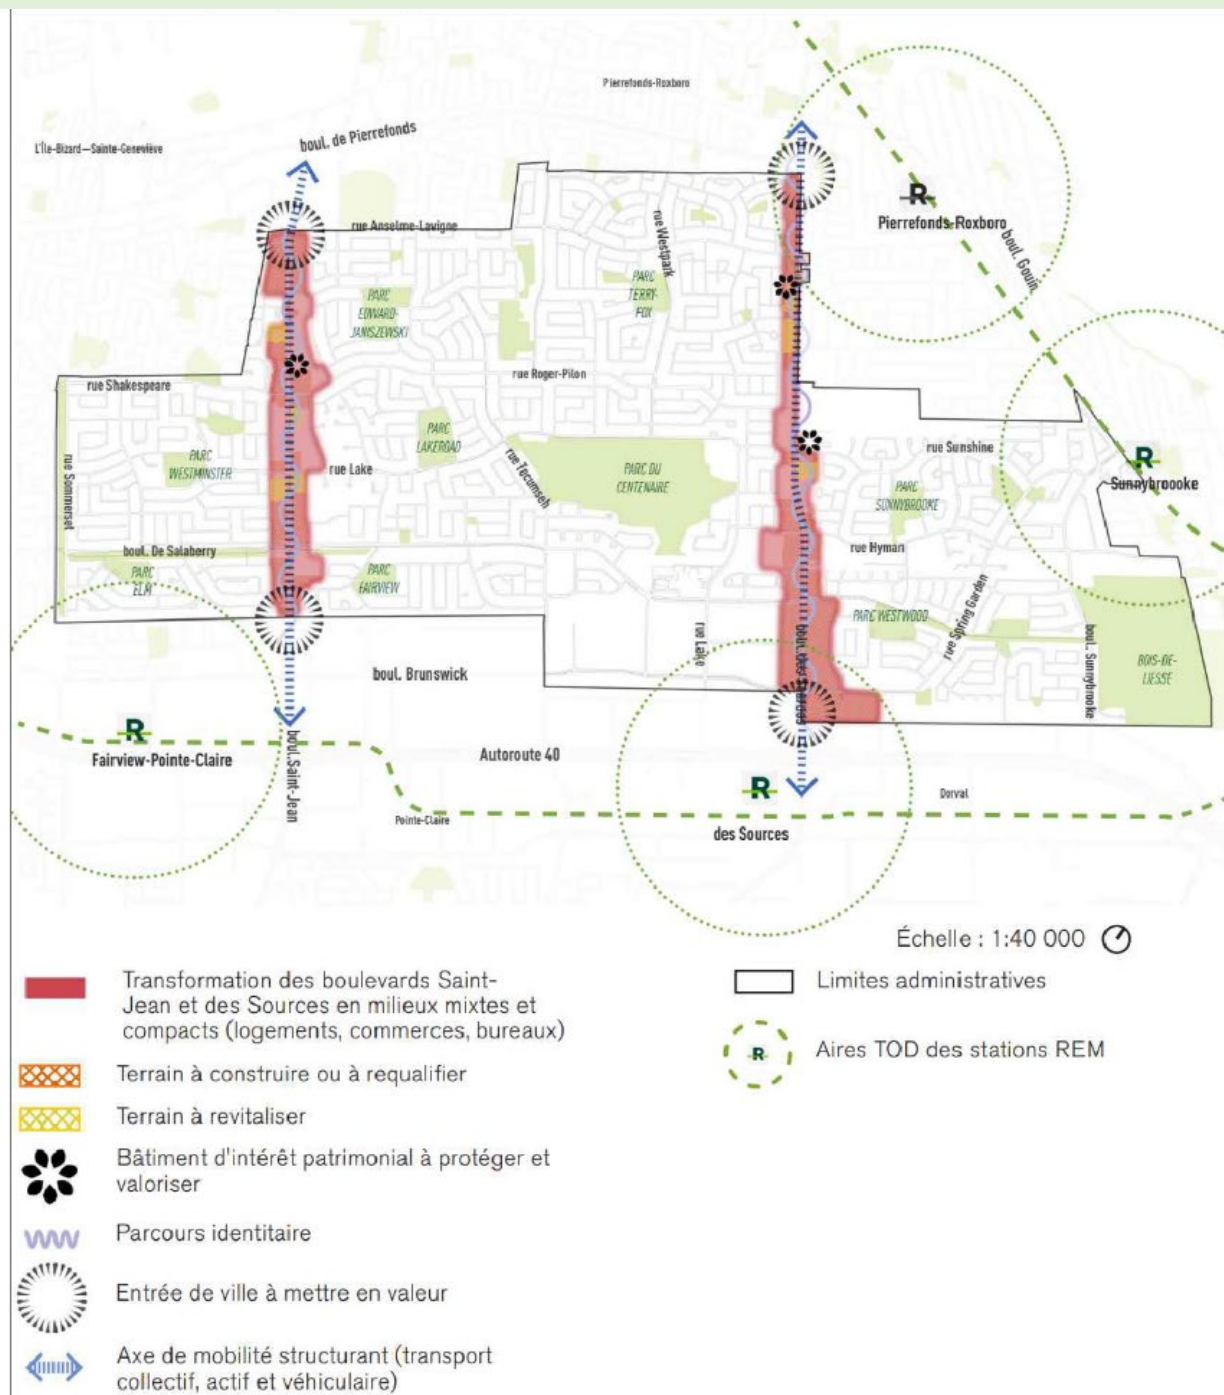 Pierrefonds-Roxboro
L'Île-Bizard—Sainte-Geneviève
boul. de Pierrefonds
R
Pierrefonds-Roxboro
boul. Gouin
rue Anselme-Lavigne
rue Westpark
PARC
TERRY-
FOX
PARC
EDWARD-
JANISZEWSKI
rue Shakespeare
rue Roger-Pilon
PARC
WESTMINSTER
PARC
LAKEROAD
rue Lake
rue Tecumseh
PARC DU
CENTENAIRE
rue Sunshine
R
Sunnybroooke
PARC
SUNNYBROOKE
rue Sommerset
boul. De Salaberry
PARC
ELM
PARC
FAIRVIEW
rue Hyman
PARC WESTWOOD
rue Spring Garden
boul. Sunnybrooke
BOIS-DE-
LIESSE
rue Lake
boul. des Sources
boul. Brunswick
R
Fairview-Pointe-Claire
boul.Saint-Jean
Autoroute 40
Pointe-Claire
R
des Sources
Dorval
Échelle : 1:40 000
Transformation des boulevards Saint-
Jean et des Sources en milieux mixtes et
compacts (logements, commerces, bureaux)
Terrain à construire ou à requalifier
Terrain à revitaliser
Bâtiment d'intérêt patrimonial à protéger et
valoriser
Parcours identitaire
Entrée de ville à mettre en valeur
Axe de mobilité structurant (transport
collectif, actif et véhiculaire)
Limites administratives
R
Aires TOD des stations REM